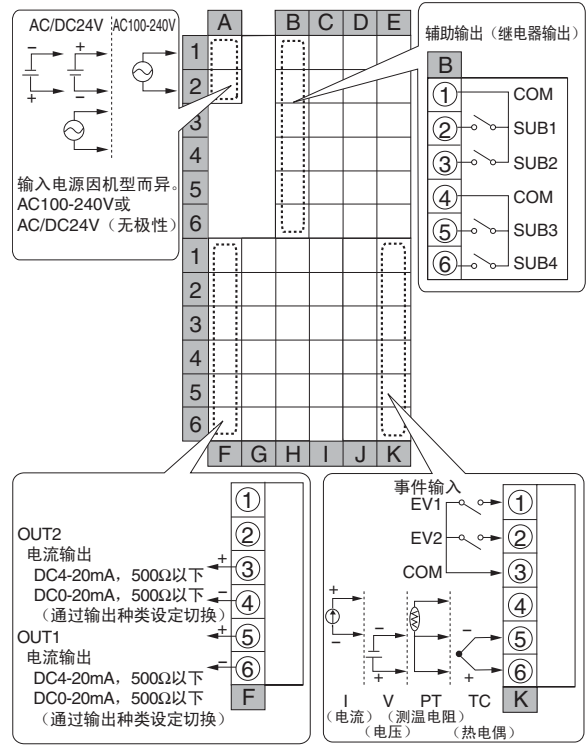 AC/DC24V AC100-240V
− + + −
输入电源因机型而异。
AC100-240V或
AC/DC24V（无极性）
A B C D E
1
2
3
4
5
6
1
2
3
4
5
6
F G H I J K
辅助输出（继电器输出）
B
① COM
② SUB1
③ SUB2
④ COM
⑤ SUB3
⑥ SUB4
①
②
OUT2
电流输出
DC4-20mA，500Ω以下 + ③
DC0-20mA，500Ω以下 − ④
（通过输出种类设定切换）
OUT1 + ⑤
电流输出 − ⑥
DC4-20mA，500Ω以下
DC0-20mA，500Ω以下 F
（通过输出种类设定切换）
事件输入
EV1 ①
EV2 ②
COM ③
④
⑤
⑥
+ − − + − +
I V PT TC K
（电流）（测温电阻）
（电压） （热电偶）